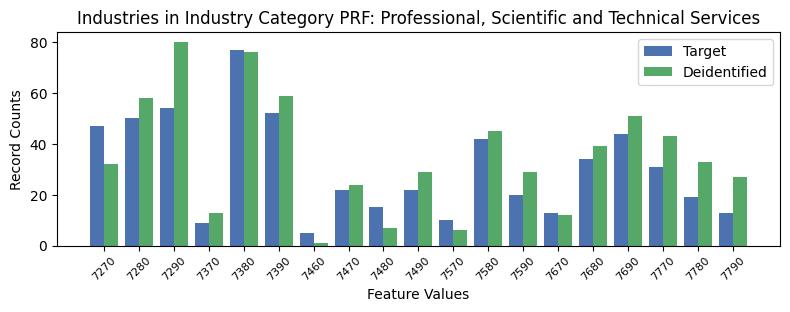 Industries in Industry Category PRF: Professional, Scientific and Technical Services
Target
Deidentified
Record Counts
80
60
40
20
0
7270 7280 7290 7370 7380 7390 7460 7470 7480 7490 7570 7580 7590 7670 7680 7690 7770 7780 7790
Feature Values